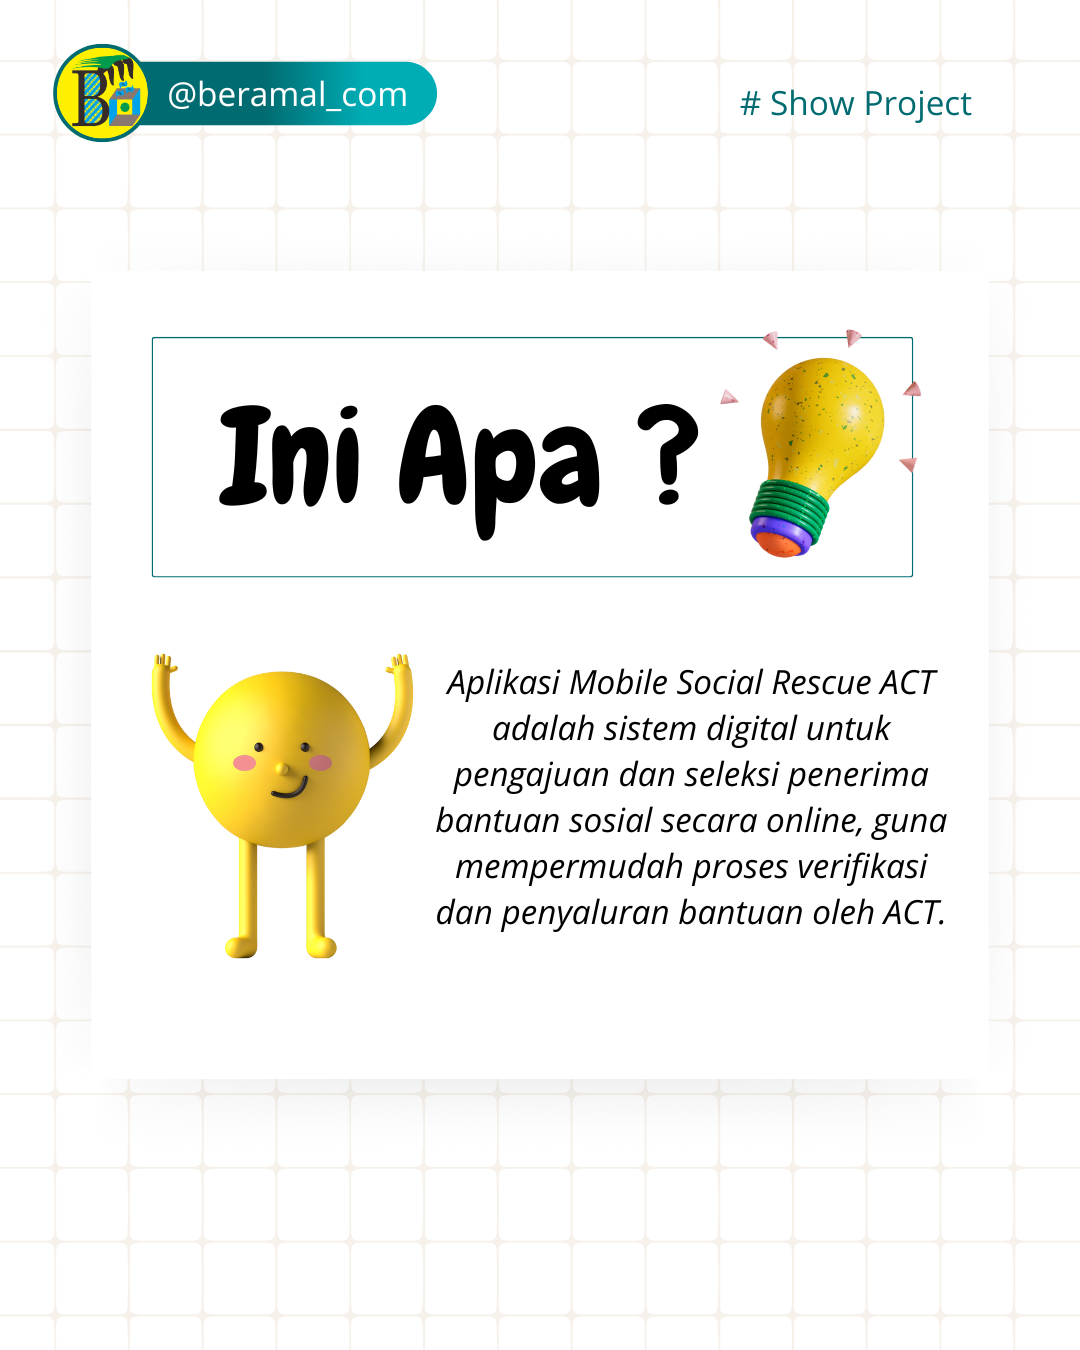 @beramal_com
# Show Project
Ini Apa ?
Aplikasi Mobile Social Rescue ACT
adalah sistem digital untuk
pengajuan dan seleksi penerima
bantuan sosial secara online, guna
mempermudah proses verifikasi
dan penyaluran bantuan oleh ACT.